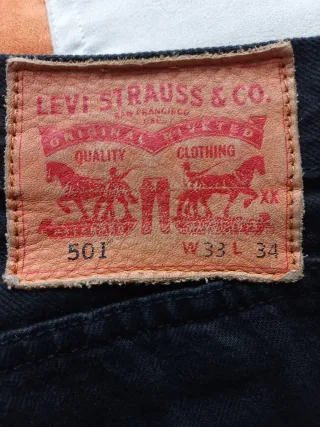 LEVI STRAUSS & CO.
SAN FRANCISCO
ORIGINAL RIVETED
QUALITY CLOTHING
XX
501 W 33 L 34